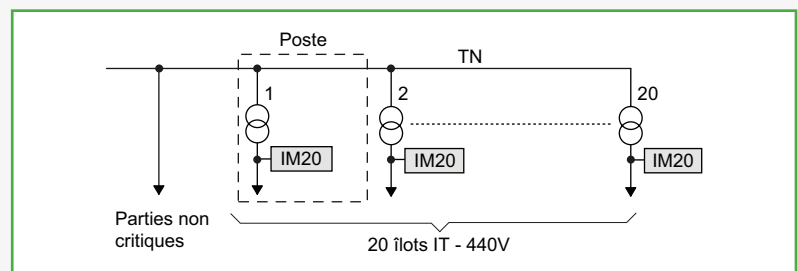 Poste
TN
1
2
20
IM20
IM20
IM20
Parties non
critiques
20 îlots IT - 440V